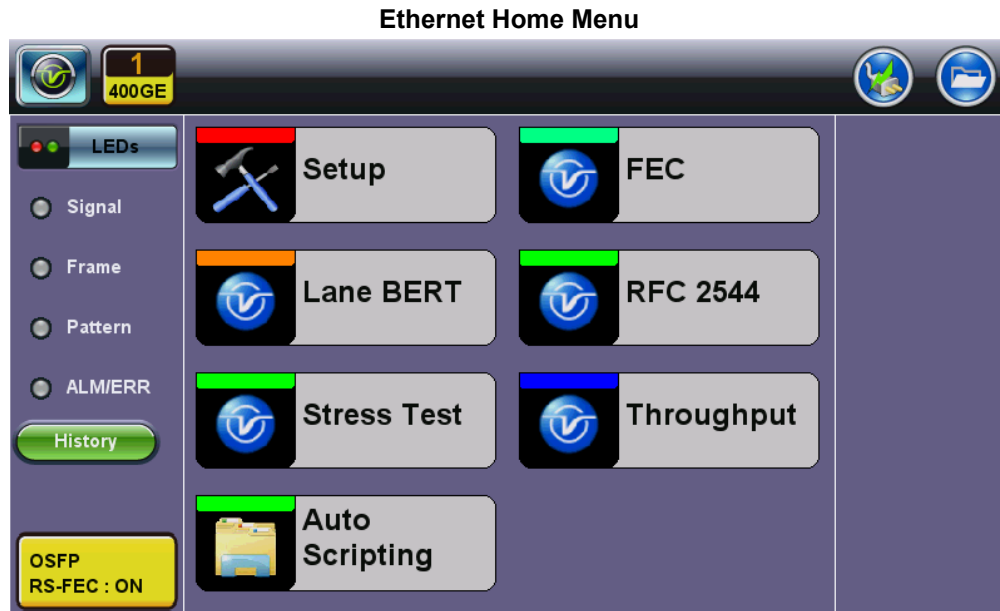 Ethernet Home Menu
1
400GE
LEDs
Signal
Frame
Pattern
ALM/ERR
History
OSFP
RS-FEC : ON
Setup
FEC
Lane BERT
RFC 2544
Stress Test
Throughput
Auto
Scripting